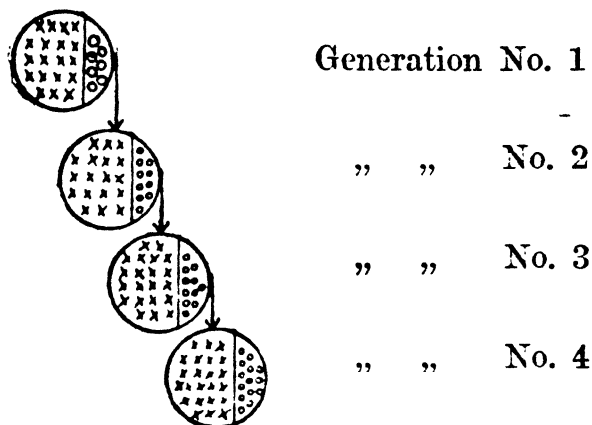 Generation No. 1
„ „ No. 2
„ „ No. 3
„ „ No. 4